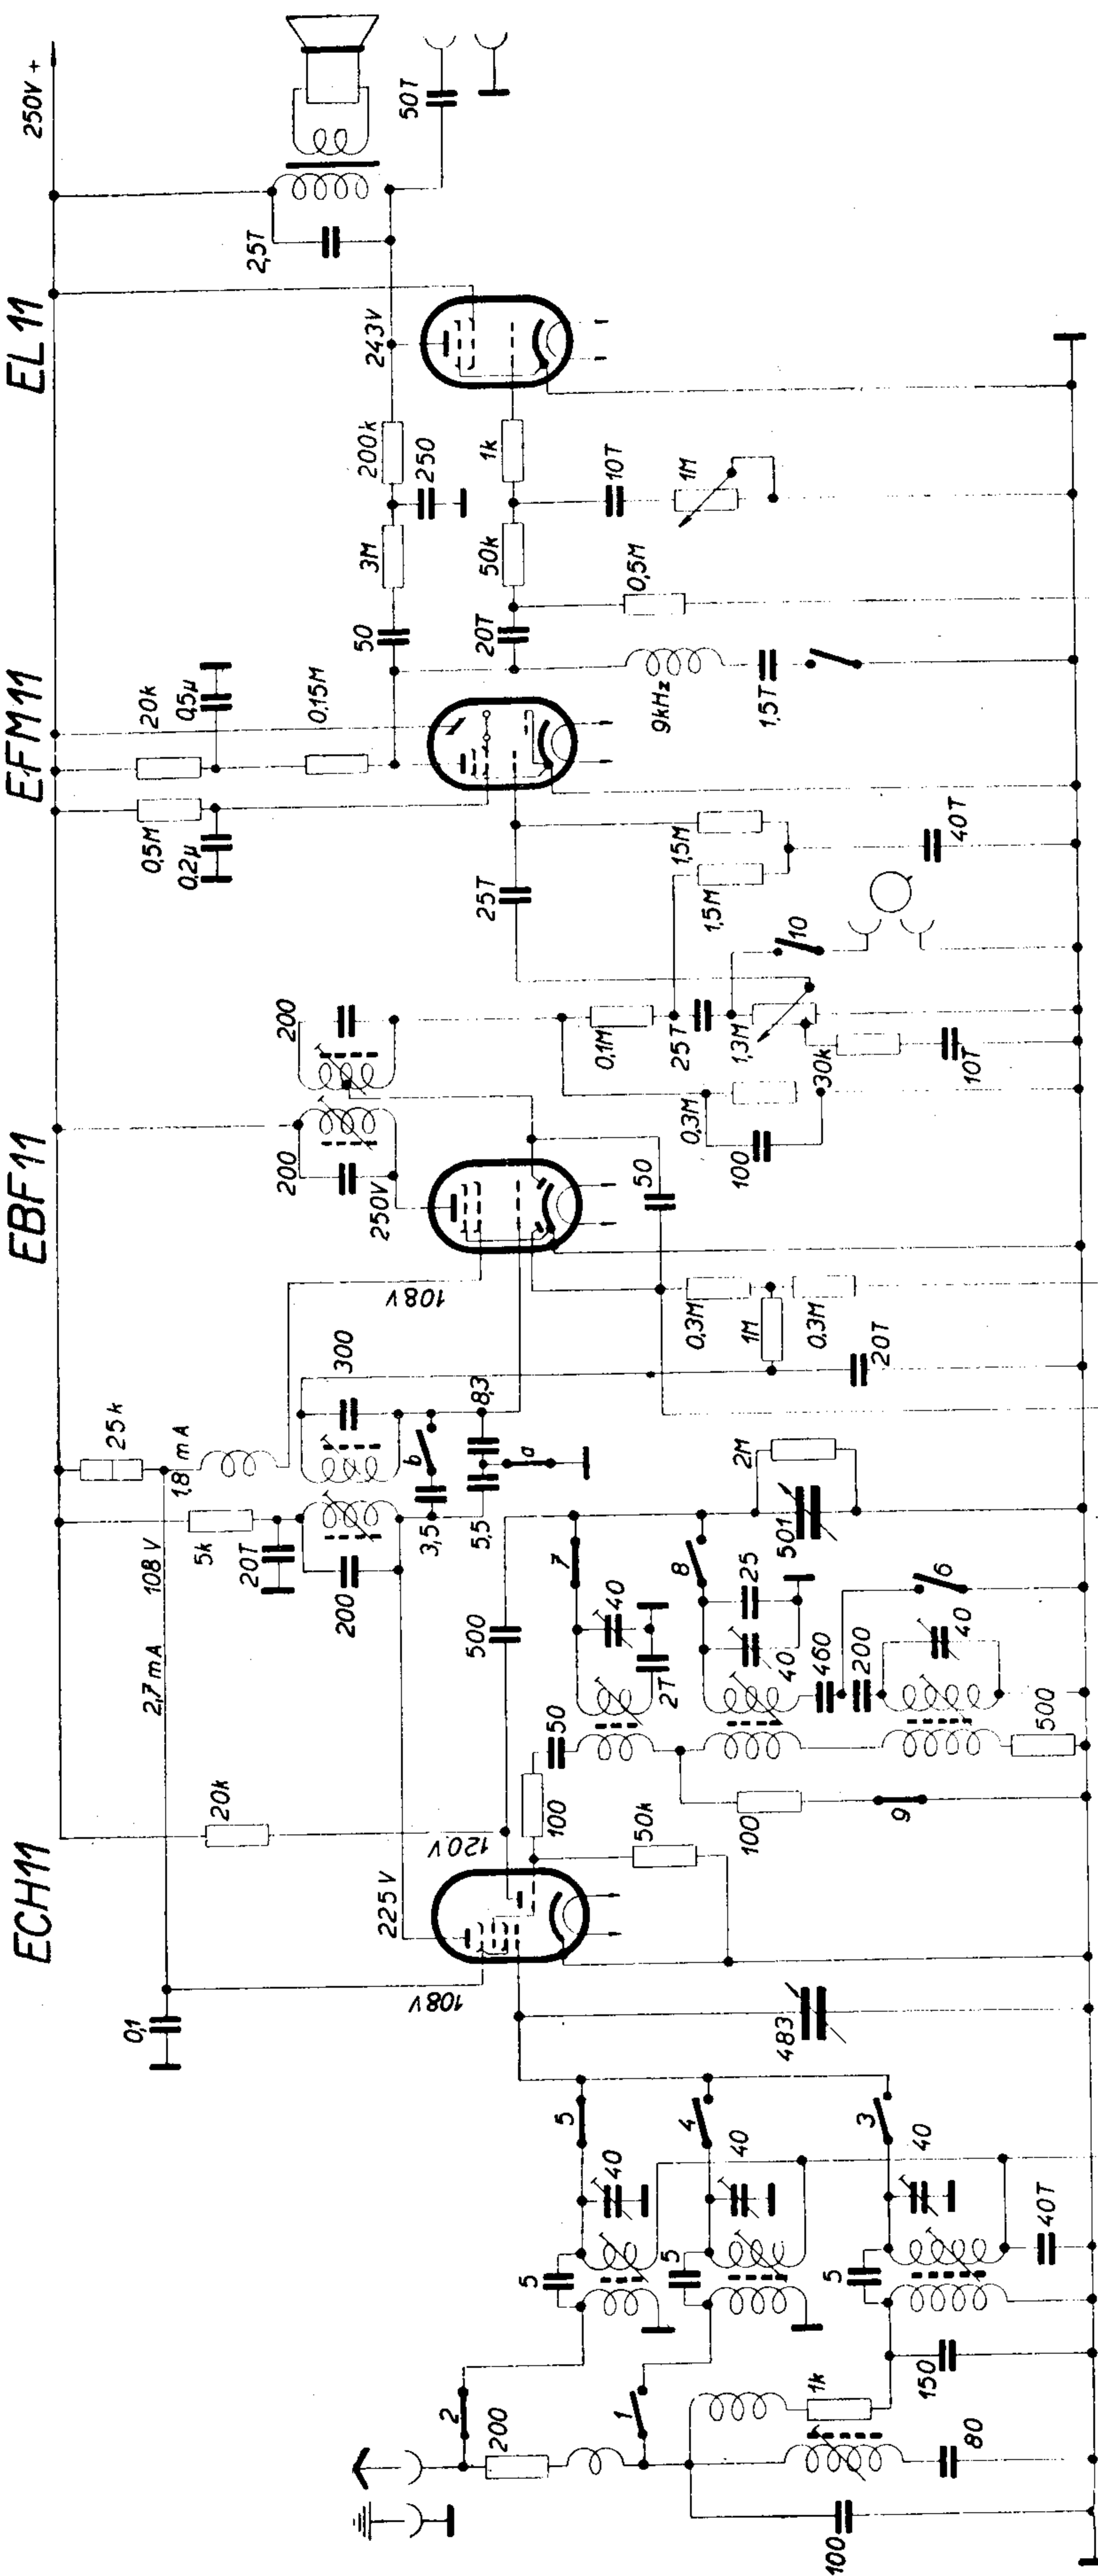 ECH11
EBF11
EFM11
EL11
250V +
0,1
2,7mA
108 V
1,8 mA
25k
5k
20T
20k
225V
120V
108V
200
300
3,5
5,5
8,3
b
a
108V
200
250V
200
0,5M
0,2µ
20k
0,5µ
0,15M
50
3M
200k
250
243V
2,5T
50T
25T
20T
50k
1k
10T
1M
0,5M
9kHz
1,5T
1,5M
1,5M
40T
10
0,1M
25T
1,3M
30k
10T
0,3M
100
50
0,3M
1M
0,3M
20T
500
50
100
50k
7
40
2T
8
25
40
460
200
6
40
500
100
9
501
2M
483
5
4
3
40
40
40
5
5
5
40T
2
200
1
1k
150
80
100